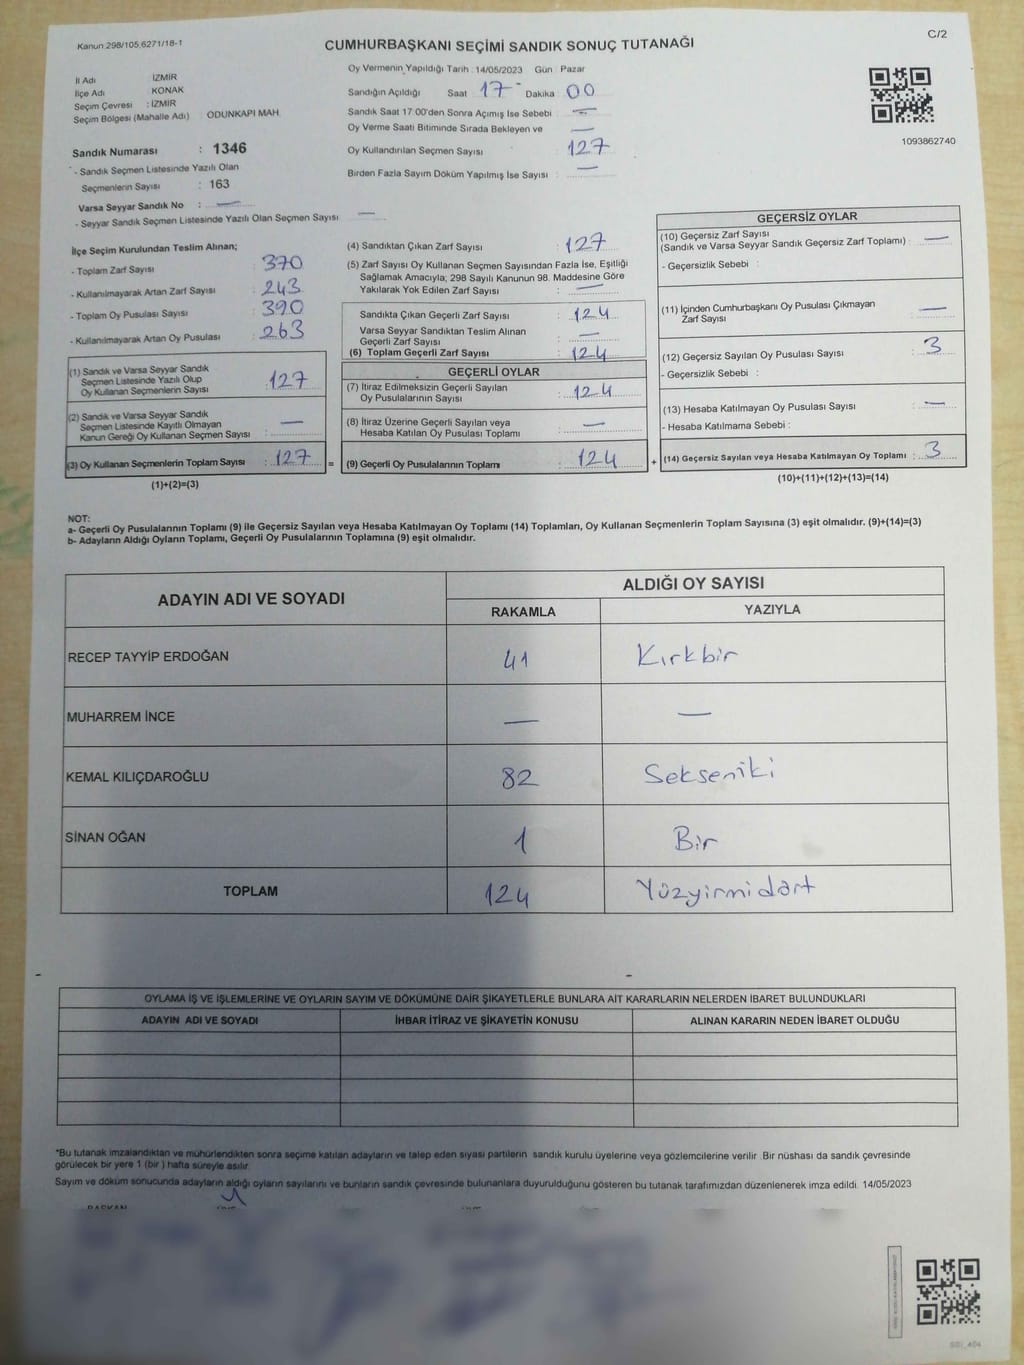 Kanun 298/105,6271/18-1
CUMHURBAŞKANI SEÇİMİ SANDIK SONUÇ TUTANAĞI
C/2
İl Adı İZMİR
İlçe Adı KONAK
Seçim Çevresi : İZMİR
Seçim Bölgesi (Mahalle Adı) : ODUNKAPI MAH.
Sandık Numarası : 1346
- Sandık Seçmen Listesinde Yazılı Olan
Seçmenlerin Sayısı : 163
Varsa Seyyar Sandık No : —
- Seyyar Sandık Seçmen Listesinde Yazılı Olan Seçmen Sayısı —
Oy Vermenin Yapıldığı Tarih : 14/05/2023 Gün : Pazar
Sandığın Açıldığı Saat 17 Dakika 00
Sandık Saat 17:00'den Sonra Açımış İse Sebebi : —
Oy Verme Saati Bitiminde Sırada Bekleyen ve —
Oy Kullandırılan Seçmen Sayısı 127
Birden Fazla Sayım Döküm Yapılmış İse Sayısı : —
1093862740
İlçe Seçim Kurulundan Teslim Alınan;
- Toplam Zarf Sayısı : 370
- Kullanılmayarak Artan Zarf Sayısı : 243
- Toplam Oy Pusulası Sayısı : 390
- Kullanılmayarak Artan Oy Pusulası : 263
(1) Sandık ve Varsa Seyyar Sandık
Seçmen Listesinde Yazılı Olup
Oy Kullanan Seçmenlerin Sayısı : 127
(2) Sandık ve Varsa Seyyar Sandık
Seçmen Listesinde Kayıtlı Olmayan
Kanun Gereği Oy Kullanan Seçmen Sayısı : —
(3) Oy Kullanan Seçmenlerin Toplam Sayısı : 127 =
(1)+(2)=(3)
(4) Sandıktan Çıkan Zarf Sayısı : 127
(5) Zarf Sayısı Oy Kullanan Seçmen Sayısından Fazla İse, Eşitliği
Sağlamak Amacıyla; 298 Sayılı Kanunun 98. Maddesine Göre
Yakılarak Yok Edilen Zarf Sayısı : —
Sandıkta Çıkan Geçerli Zarf Sayısı : 124
Varsa Seyyar Sandıktan Teslim Alınan
Geçerli Zarf Sayısı : —
(6) Toplam Geçerli Zarf Sayısı : 124
GEÇERLİ OYLAR
(7) İtiraz Edilmeksizin Geçerli Sayılan
Oy Pusulalarının Sayısı : 124
(8) İtiraz Üzerine Geçerli Sayılan veya
Hesaba Katılan Oy Pusulası Toplamı : —
(9) Geçerli Oy Pusulalarının Toplamı : 124 +
GEÇERSİZ OYLAR
(10) Geçersiz Zarf Sayısı
(Sandık ve Varsa Seyyar Sandık Geçersiz Zarf Toplamı) : —
- Geçersizlik Sebebi :
(11) İçinden Cumhurbaşkanı Oy Pusulası Çıkmayan
Zarf Sayısı : —
(12) Geçersiz Sayılan Oy Pusulası Sayısı : 3
- Geçersizlik Sebebi :
(13) Hesaba Katılmayan Oy Pusulası Sayısı : —
- Hesaba Katılmama Sebebi :
(14) Geçersiz Sayılan veya Hesaba Katılmayan Oy Toplamı : 3
(10)+(11)+(12)+(13)=(14)
NOT:
a- Geçerli Oy Pusulalarının Toplamı (9) ile Geçersiz Sayılan veya Hesaba Katılmayan Oy Toplamı (14) Toplamları, Oy Kullanan Seçmenlerin Toplam Sayısına (3) eşit olmalıdır. (9)+(14)=(3)
b- Adayların Aldığı Oyların Toplamı, Geçerli Oy Pusulalarının Toplamına (9) eşit olmalıdır.
ADAYIN ADI VE SOYADI ALDIĞI OY SAYISI
RAKAMLA YAZIYLA
RECEP TAYYİP ERDOĞAN 41 Kırkbir
MUHARREM İNCE — —
KEMAL KILIÇDAROĞLU 82 Sekseniki
SİNAN OĞAN 1 Bir
TOPLAM 124 Yüzyirmidört
OYLAMA İŞ VE İŞLEMLERİNE VE OYLARIN SAYIM VE DÖKÜMÜNE DAİR ŞİKAYETLERLE BUNLARA AİT KARARLARIN NELERDEN İBARET BULUNDUKLARI
ADAYIN ADI VE SOYADI İHBAR İTİRAZ VE ŞİKAYETİN KONUSU ALINAN KARARIN NEDEN İBARET OLDUĞU
*Bu tutanak imzalandıktan ve mühürlendikten sonra seçime katılan adayların ve talep eden siyasi partilerin sandık kurulu üyelerine veya gözlemcilerine verilir. Bir nüshası da sandık çevresinde
görülecek bir yere 1 (bir ) hafta süreyle asılır.
Sayım ve döküm sonucunda adayların aldığı oyların sayılarını ve bunların sandık çevresinde bulunanlara duyurulduğunu gösteren bu tutanak tarafımızdan düzenlenerek imza edildi. 14/05/2023
BAŞKAN